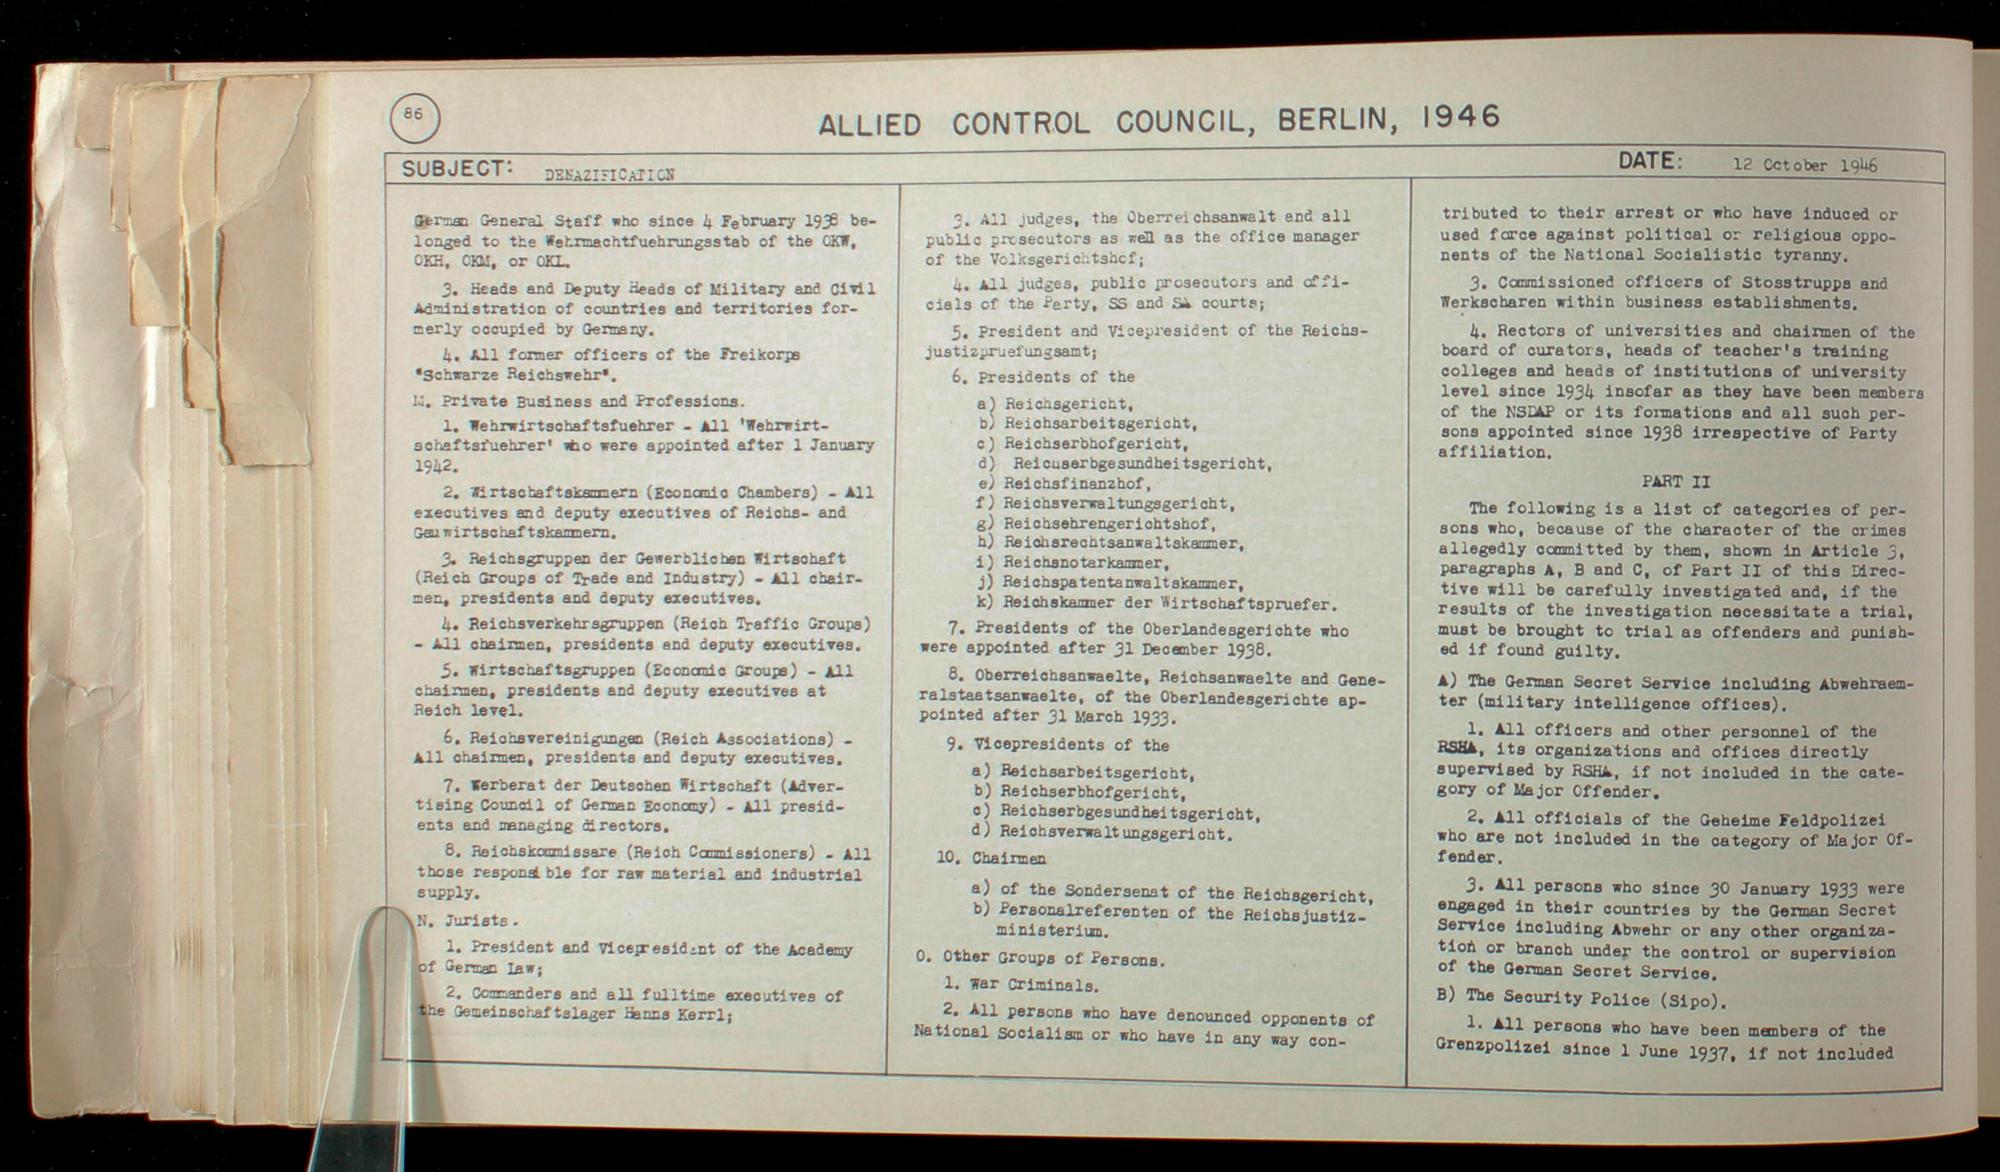 86
ALLIED CONTROL COUNCIL, BERLIN, 1946
SUBJECT: DENAZIFICATION
DATE: 12 October 1946
German General Staff who since 4 February 1938 be-
longed to the Wehrmachtfuehrungsstab of the OKW,
OKH, OKM, or OKL.
3. Heads and Deputy Heads of Military and Civil
Administration of countries and territories for-
merly occupied by Germany.
4. All former officers of the Freikorps
"Schwarze Reichswehr".
M. Private Business and Professions.
1. Wehrwirtschaftsfuehrer - All 'Wehrwirt-
schaftsfuehrer' who were appointed after 1 January
1942.
2. Wirtschaftskammern (Economic Chambers) - All
executives and deputy executives of Reichs- and
Gauwirtschaftskammern.
3. Reichsgruppen der Gewerblichen Wirtschaft
(Reich Groups of Trade and Industry) - All chair-
men, presidents and deputy executives.
4. Reichsverkehrsgruppen (Reich Traffic Groups)
- All chairmen, presidents and deputy executives.
5. Wirtschaftsgruppen (Economic Groups) - All
chairmen, presidents and deputy executives at
Reich level.
6. Reichsvereinigungen (Reich Associations) -
All chairmen, presidents and deputy executives.
7. Werberat der Deutschen Wirtschaft (Adver-
tising Council of German Economy) - All presid-
ents and managing directors.
8. Reichskommissare (Reich Commissioners) - All
those responsible for raw material and industrial
supply.
N. Jurists.
1. President and Vicepresident of the Academy
of German Law;
2. Commanders and all fulltime executives of
the Gemeinschaftslager Hanns Kerrl;
3. All judges, the Oberreichsanwalt and all
public prosecutors as well as the office manager
of the Volksgerichtshof;
4. All judges, public prosecutors and offi-
cials of the Party, SS and SA courts;
5. President and Vicepresident of the Reichs-
justizpruefungsamt;
6. Presidents of the
a) Reichsgericht,
b) Reichsarbeitsgericht,
c) Reichserbhofgericht,
d) Reicuserbgesundheitsgericht,
e) Reichsfinanzhof,
f) Reichsverwaltungsgericht,
g) Reichsehrengerichtshof,
h) Reichsrechtsanwaltskammer,
i) Reichsnotarkammer,
j) Reichspatentanwaltskammer,
k) Reichskammer der Wirtschaftspruefer.
7. Presidents of the Oberlandesgerichte who
were appointed after 31 December 1938.
8. Oberreichsanwaelte, Reichsanwaelte and Gene-
ralstaatsanwaelte, of the Oberlandesgerichte ap-
pointed after 31 March 1933.
9. Vicepresidents of the
a) Reichsarbeitsgericht,
b) Reichserbhofgericht,
c) Reichserbgesundheitsgericht,
d) Reichsverwaltungsgericht.
10. Chairmen
a) of the Sondersenat of the Reichsgericht,
b) Personalreferenten of the Reichsjustiz-
ministerium.
O. Other Groups of Persons.
1. War Criminals.
2. All persons who have denounced opponents of
National Socialism or who have in any way con-
tributed to their arrest or who have induced or
used force against political or religious oppo-
nents of the National Socialistic tyranny.
3. Commissioned officers of Stosstrupps and
Werkscharen within business establishments.
4. Rectors of universities and chairmen of the
board of curators, heads of teacher's training
colleges and heads of institutions of university
level since 1934 insofar as they have been members
of the NSDAP or its formations and all such per-
sons appointed since 1938 irrespective of Party
affiliation.
PART II
The following is a list of categories of per-
sons who, because of the character of the crimes
allegedly committed by them, shown in Article 3,
paragraphs A, B and C, of Part II of this Direc-
tive will be carefully investigated and, if the
results of the investigation necessitate a trial,
must be brought to trial as offenders and punish-
ed if found guilty.
A) The German Secret Service including Abwehraem-
ter (military intelligence offices).
1. All officers and other personnel of the
RSHA, its organizations and offices directly
supervised by RSHA, if not included in the cate-
gory of Major Offender.
2. All officials of the Geheime Feldpolizei
who are not included in the category of Major Of-
fender.
3. All persons who since 30 January 1933 were
engaged in their countries by the German Secret
Service including Abwehr or any other organiza-
tion or branch under the control or supervision
of the German Secret Service.
B) The Security Police (Sipo).
1. All persons who have been members of the
Grenzpolizei since 1 June 1937, if not included